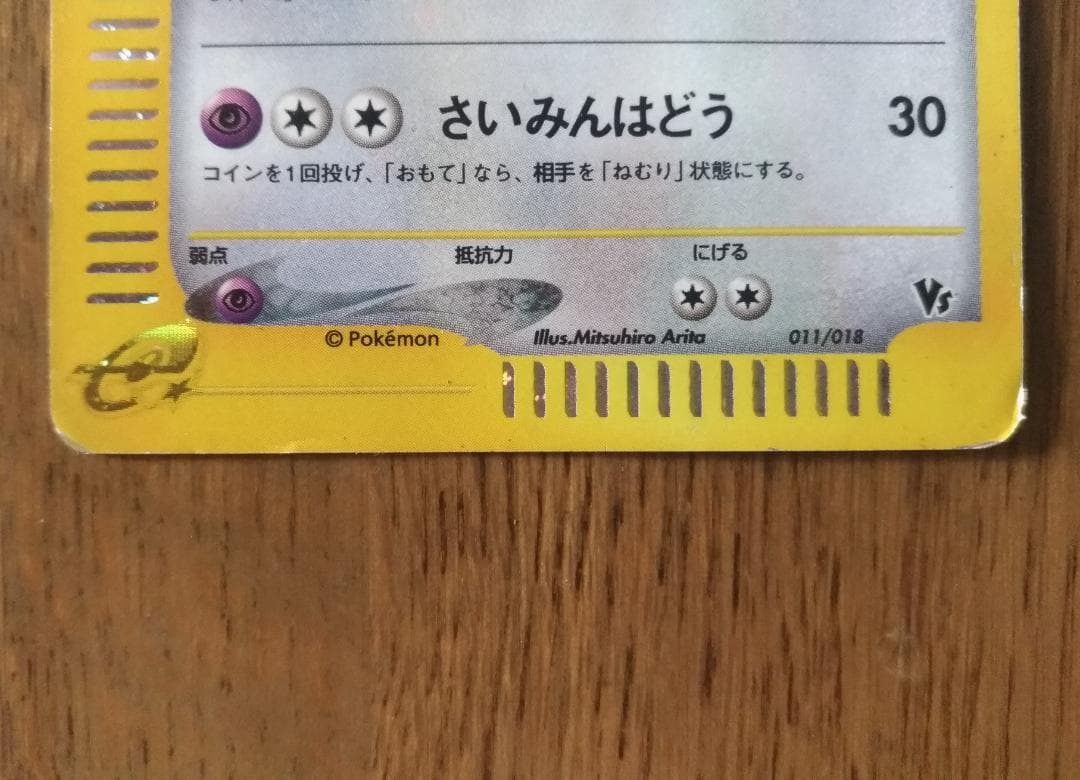 さいみんはどう 30
コインを1回投げ、「おもて」なら、相手を「ねむり」状態にする。
弱点 抵抗力 にげる
Vs
© Pokémon Illus.Mitsuhiro Arita 011/018